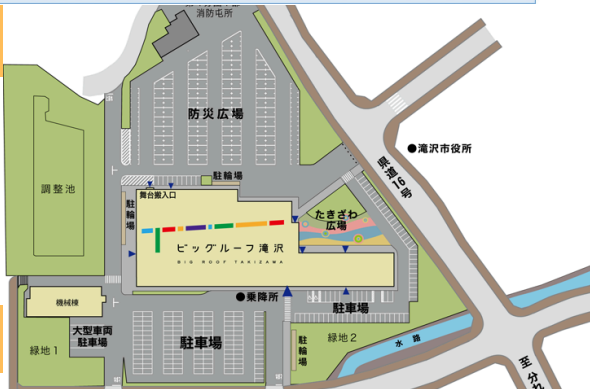 消防屯所
防災広場
●滝沢市役所
県道16号
駐輪場
舞台搬入口
調整池
駐輪場
たきざわ
広場
ビッグルーフ滝沢
BIG ROOF TAKIZAWA
機械棟
●乗降所
駐車場
大型車両
駐車場
駐車場
緑地1
駐輪場
緑地2
水路
至分